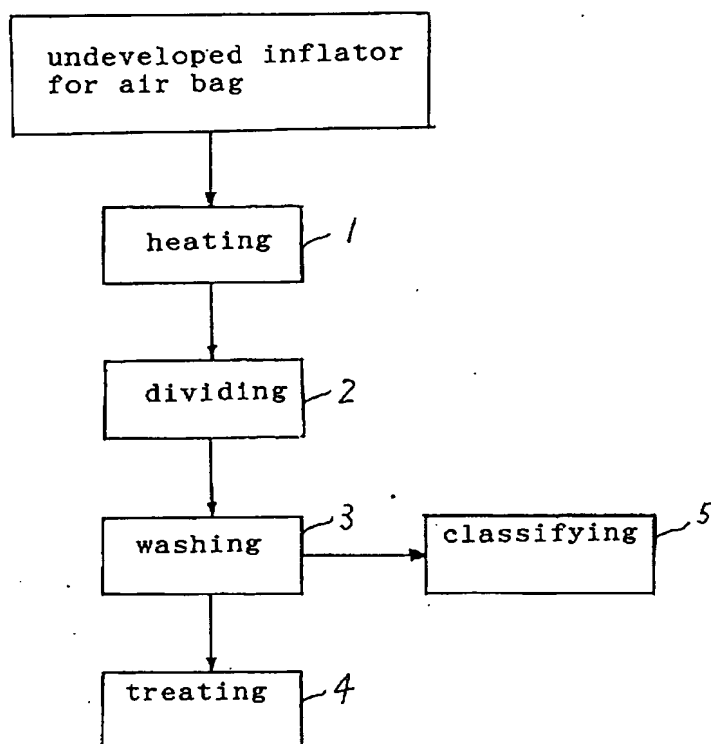 undeveloped inflator
for air bag
heating
1
dividing
2
washing
3
classifying
5
treating
4